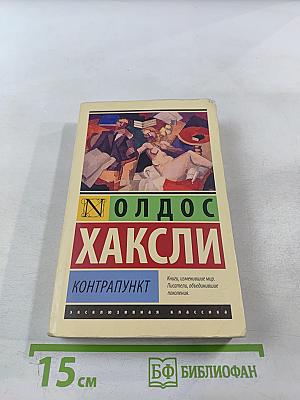 N ОЛДОС
ХАКСЛИ
КОНТРАПУНКТ
Книги, изменившие мир.
Писатели, объединившие
поколения.
ЭКСКЛЮЗИВНАЯ КЛАССИКА
15 см
БФ БИБЛИОФАН